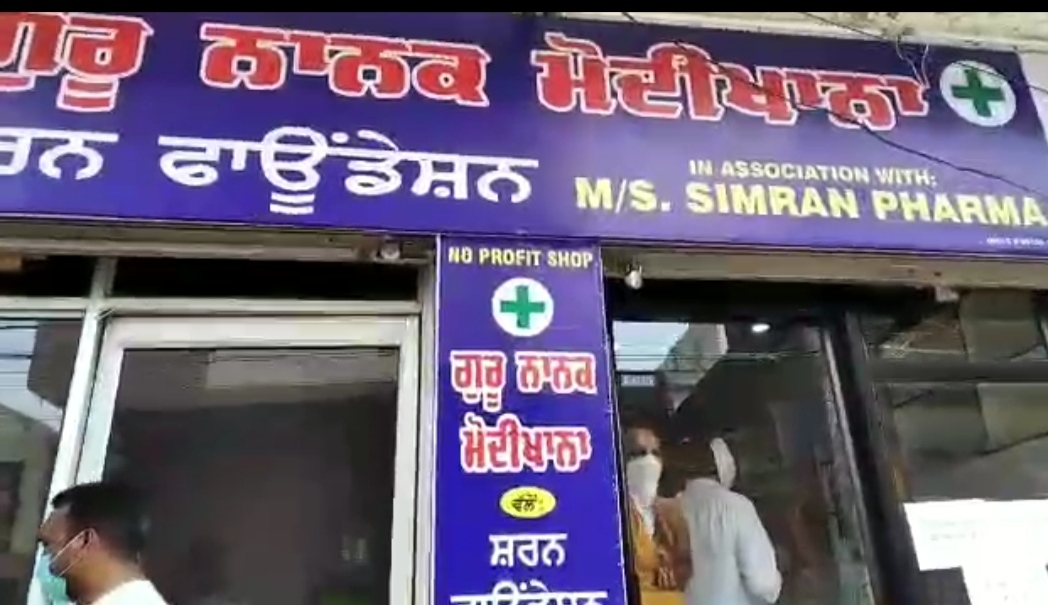 ਗੁਰੂ ਨਾਨਕ ਮੋਦੀਖਾਨਾ
ਫਾਊਂਡੇਸ਼ਨ
IN ASSOCIATION WITH:
M/S. SIMRAN PHARMA
NO PROFIT SHOP
ਗੁਰੂ ਨਾਨਕ
ਮੋਦੀਖਾਨਾ
ਵੱਲੋਂ:
ਸ਼ਰਨ
ਫਾਊਂਡੇਸ਼ਨ